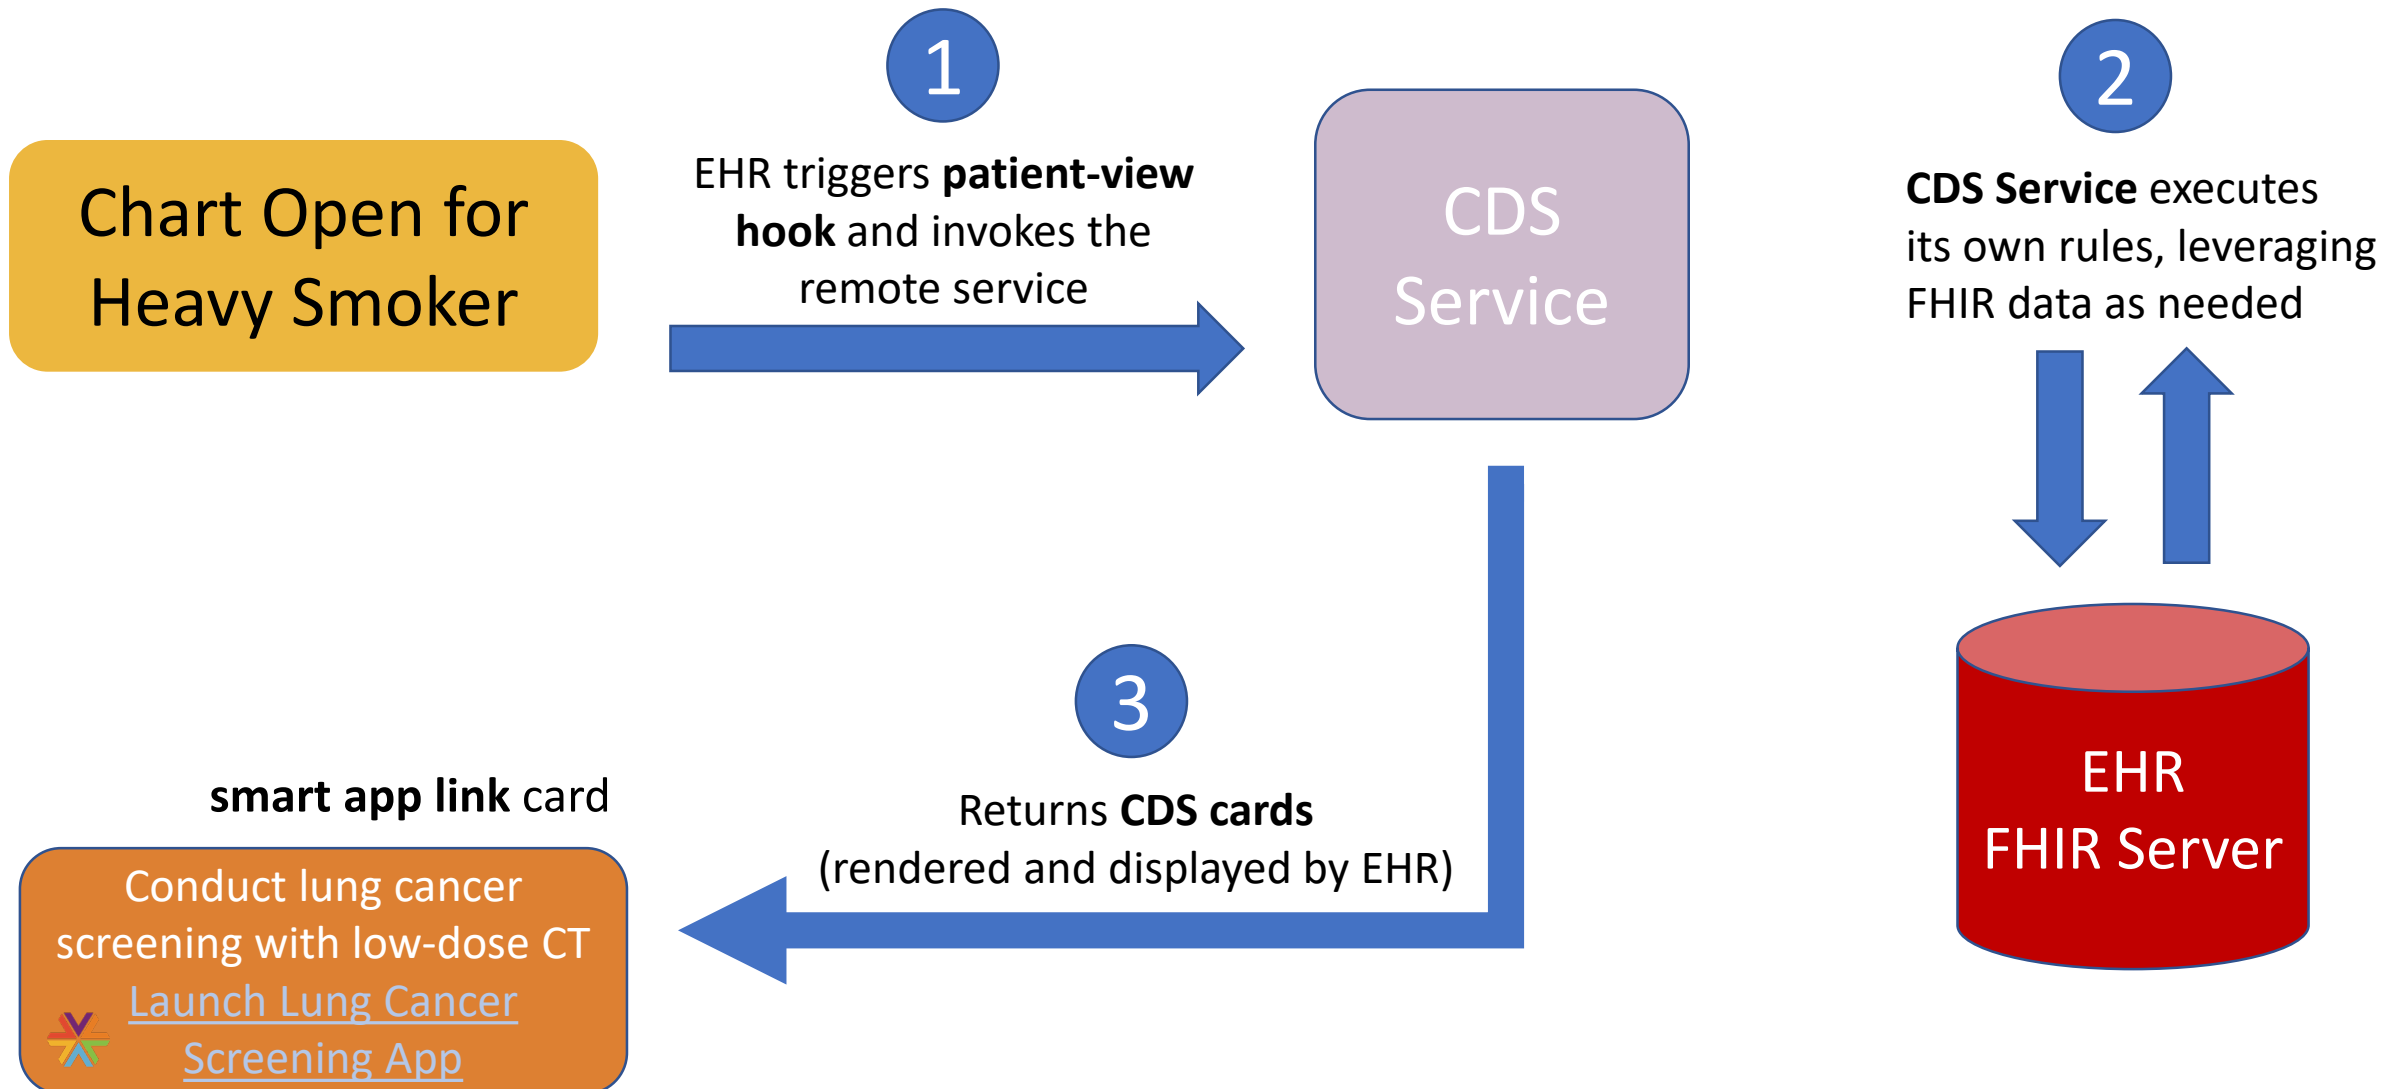 Chart Open for
Heavy Smoker
1
EHR triggers patient-view
hook and invokes the
remote service
CDS
Service
2
CDS Service executes
its own rules, leveraging
FHIR data as needed
EHR
FHIR Server
3
Returns CDS cards
(rendered and displayed by EHR)
smart app link card
Conduct lung cancer
screening with low-dose CT
Launch Lung Cancer
Screening App